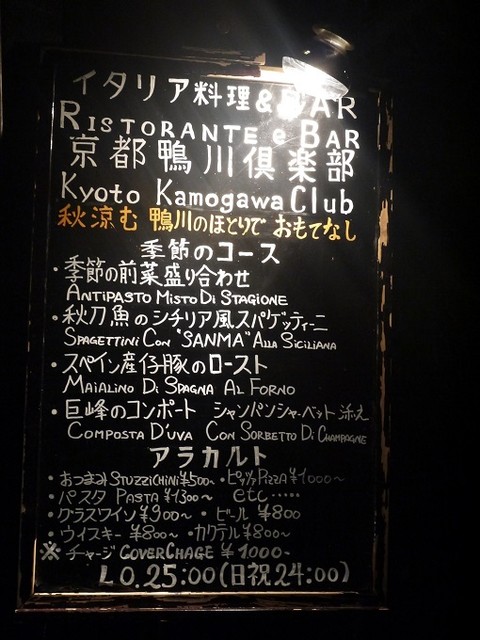 イタリア料理 & BAR
RISTORANTE e BAR
京都鴨川倶楽部
Kyoto Kamogawa Club
秋涼む 鴨川のほとりで おもてなし
季節のコース
・季節の前菜盛り合わせ
ANTIPASTO MISTO DI STAGIONE
・秋刀魚のシチリア風スパゲッティーニ
SPAGETTINI CON "SANMA" ALLA SICILIANA
・スペイン産仔豚のロースト
MAIALINO DI SPAGNA AL FORNO
・巨峰のコンポート シャンパンシャーベット添え
COMPOSTA D'UVA CON SORBETTO DI CHAMPAGNE
アラカルト
・おつまみ STUZZICHINI ¥500~ ・ピッツァ PIZZA ¥1000~
・パスタ PASTA ¥1300~ etc·····
・グラスワイン ¥900~ ・ビール ¥800
・ウイスキー ¥800~ ・カクテル ¥800~
※ チャージ COVERCHAGE ¥1000-
L.O. 25:00 (日祝24:00)